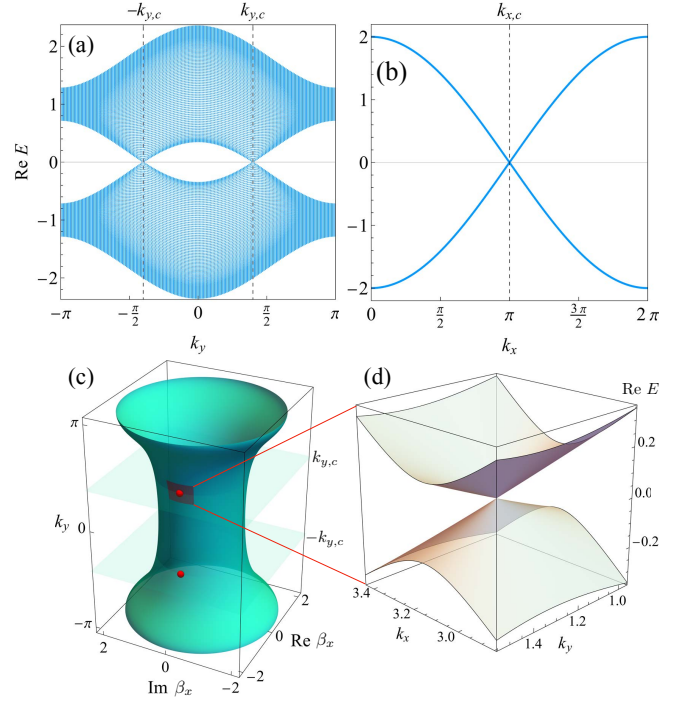 −k_{y,c} k_{y,c}
(a)
Re E
2
1
0
−1
−2
−π −π/2 0 π/2 π
k_y
k_{x,c}
(b)
2
1
0
−1
−2
0 π/2 π 3π/2 2π
k_x
(c)
π
k_y
0
−π
k_{y,c}
−k_{y,c}
2
0
−2
Re β_x
2
0
−2
Im β_x
(d)
Re E
0.2
0.0
−0.2
3.4
3.2
3.0
k_x
1.4
1.2
1.0
k_y